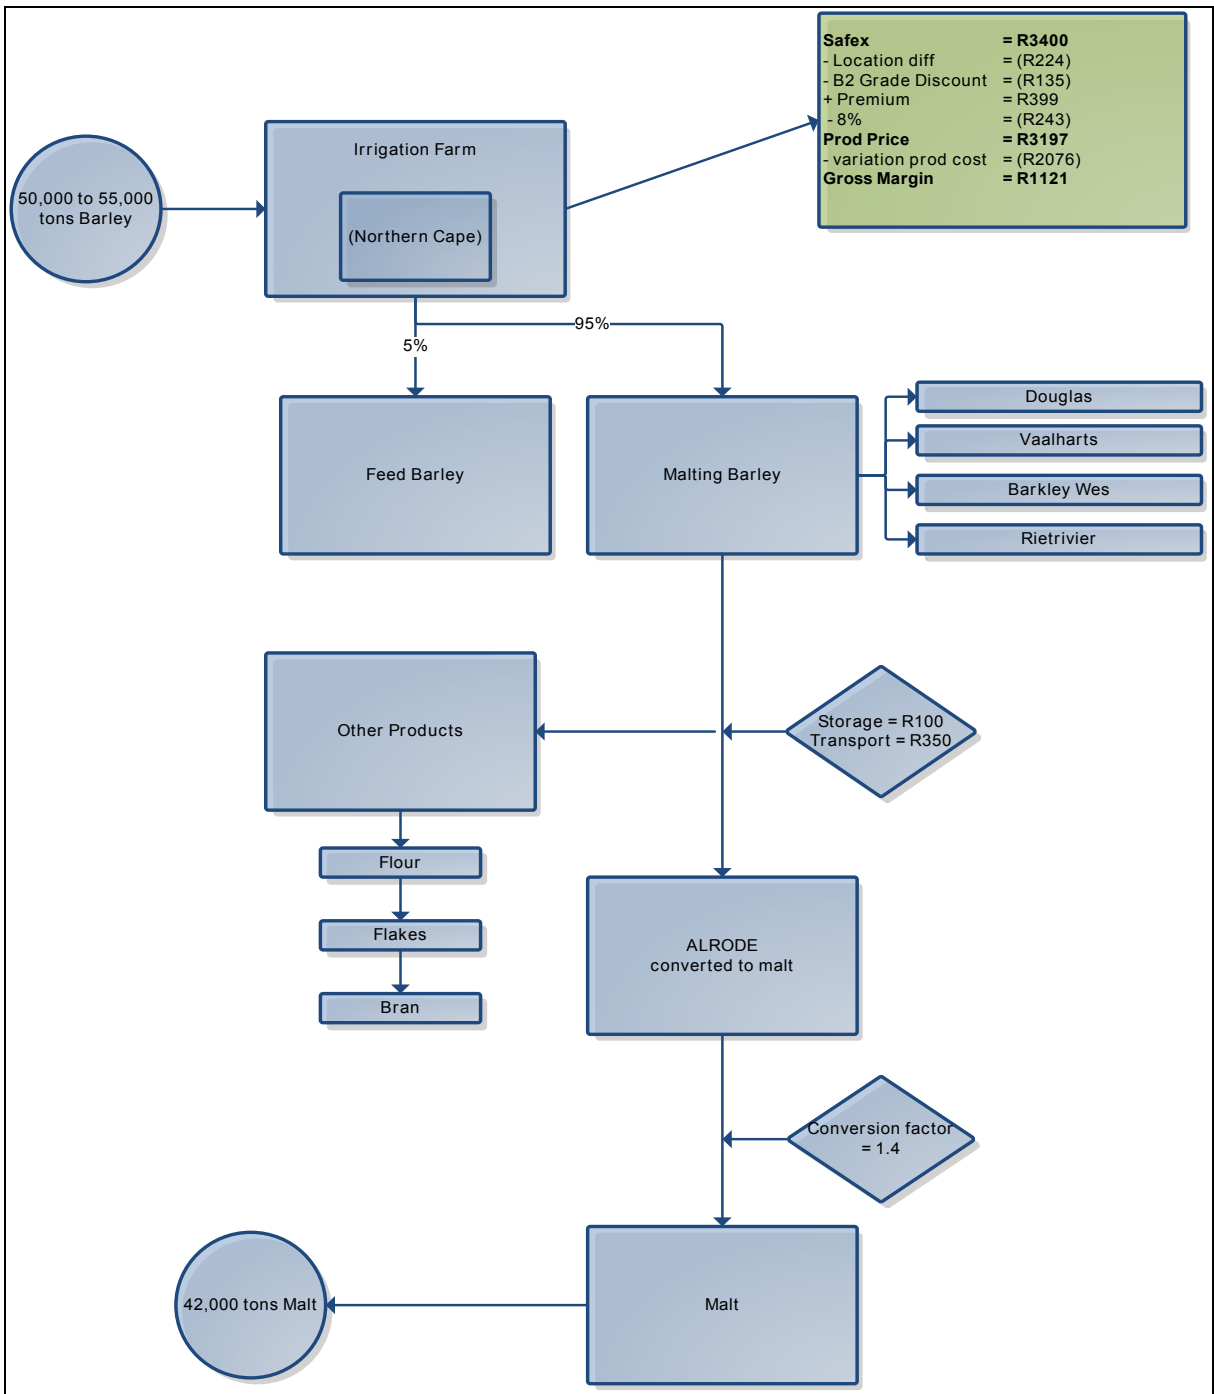 Safex = R3400
- Location diff = (R224)
- B2 Grade Discount = (R135)
+ Premium = R399
- 8% = (R243)
Prod Price = R3197
- variation prod cost = (R2076)
Gross Margin = R1121
Irrigation Farm
(Northern Cape)
50,000 to 55,000
tons Barley
95%
5%
Feed Barley
Malting Barley
Douglas
Vaalharts
Barkley Wes
Rietrivier
Other Products
Storage = R100
Transport = R350
Flour
Flakes
Bran
ALRODE
converted to malt
Conversion factor
= 1.4
Malt
42,000 tons Malt